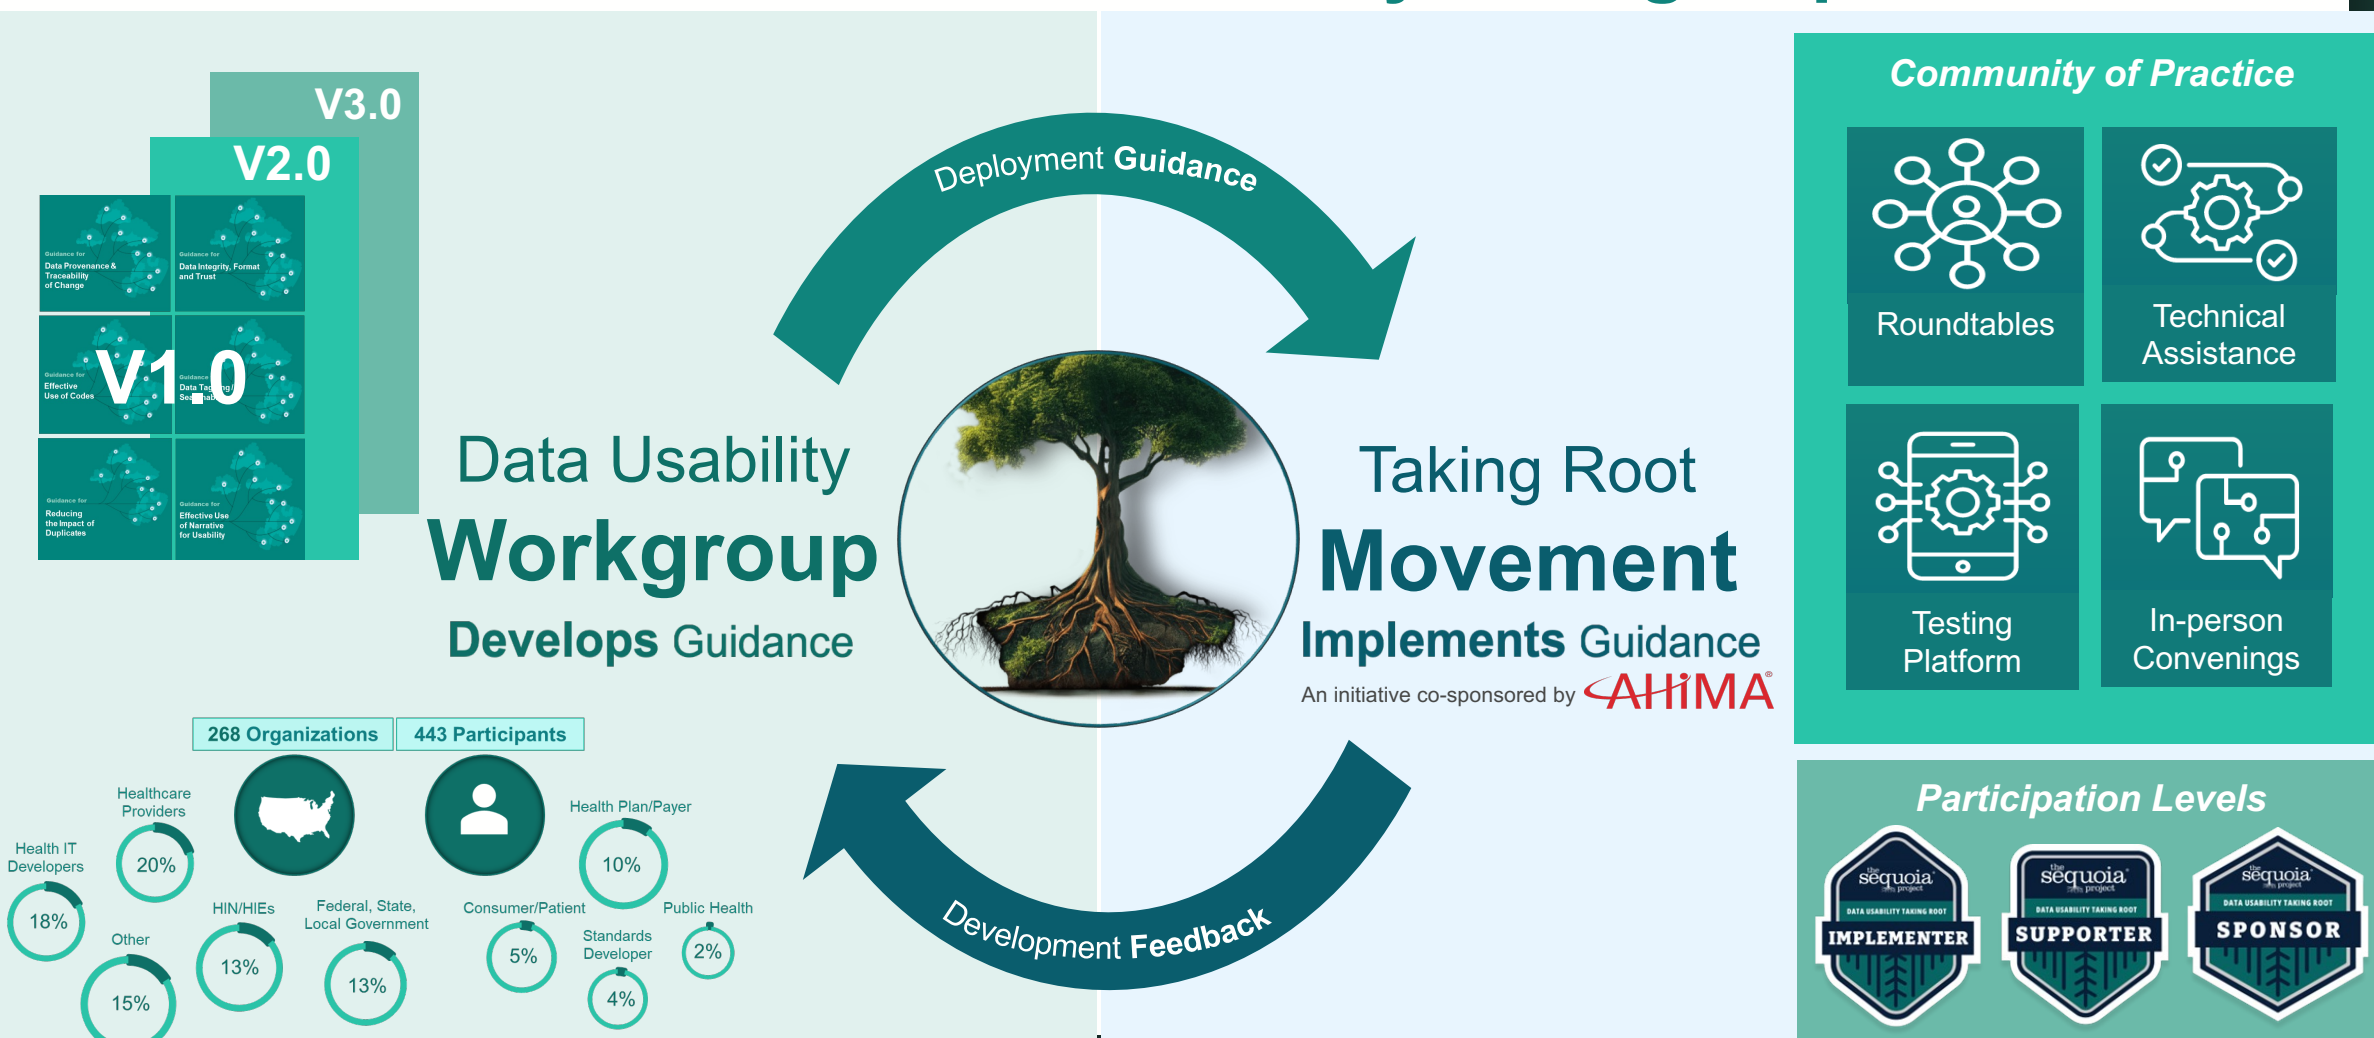 V3.0
V2.0
V1.0
Guidance for
Data Provenance &
Traceability
of Change
Guidance for
Data Integrity, Format
and Trust
Guidance for
Effective
Use of Codes
Guidance
Data
Guidance for
Reducing
the Impact of
Duplicates
Guidance for
Effective Use
of Narrative
for Usability
Data Usability
Workgroup
Develops Guidance
268 Organizations
443 Participants
Healthcare
Providers
20%
Health IT
Developers
18%
Other
15%
HIN/HIEs
13%
Federal, State,
Local Government
13%
Consumer/Patient
5%
Health Plan/Payer
10%
Standards
Developer
4%
Public Health
2%
Deployment Guidance
Development Feedback
Taking Root
Movement
Implements Guidance
An initiative co-sponsored by AHiMA®
Community of Practice
Roundtables
Technical
Assistance
Testing
Platform
In-person
Convenings
Participation Levels
the
sequoia
project
DATA USABILITY TAKING ROOT
IMPLEMENTER
the
sequoia
project
DATA USABILITY TAKING ROOT
SUPPORTER
the
sequoia
project
DATA USABILITY TAKING ROOT
SPONSOR